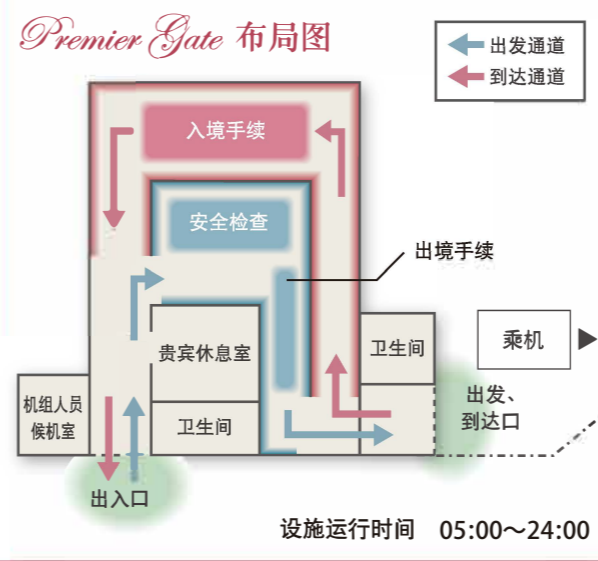 Premier Gate 布局图
出发通道
到达通道
入境手续
安全检查
出境手续
贵宾休息室
卫生间
乘机
机组人员
候机室
卫生间
出发、
到达口
出入口
设施运行时间 05:00～24:00